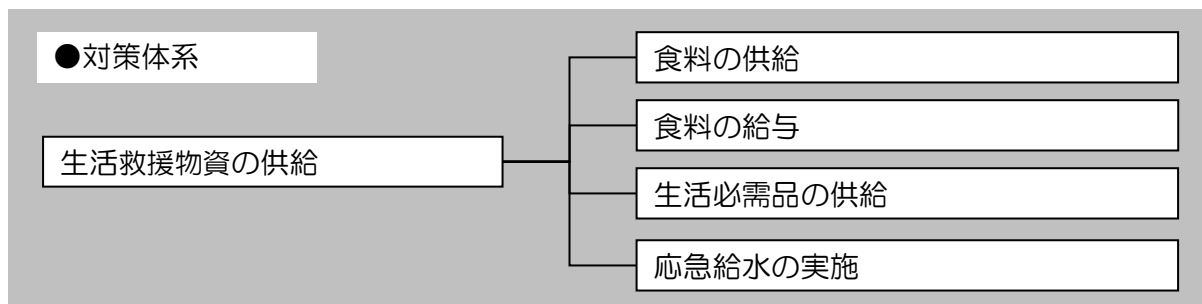 ●対策体系
生活救援物資の供給
食料の供給
食料の給与
生活必需品の供給
応急給水の実施